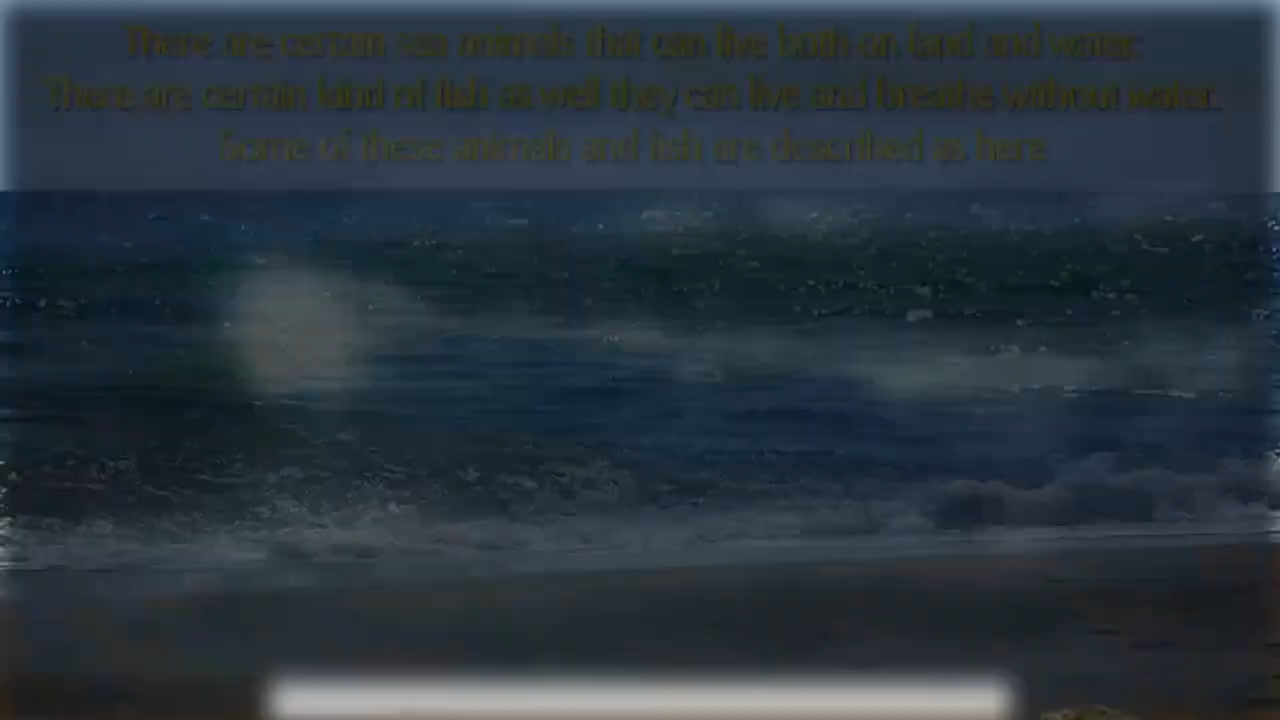 There are certain sea animals that can live both on land and water.
There are certain kind of fish as well they can live and breathe without water.
Some of these animals and fish are described as here